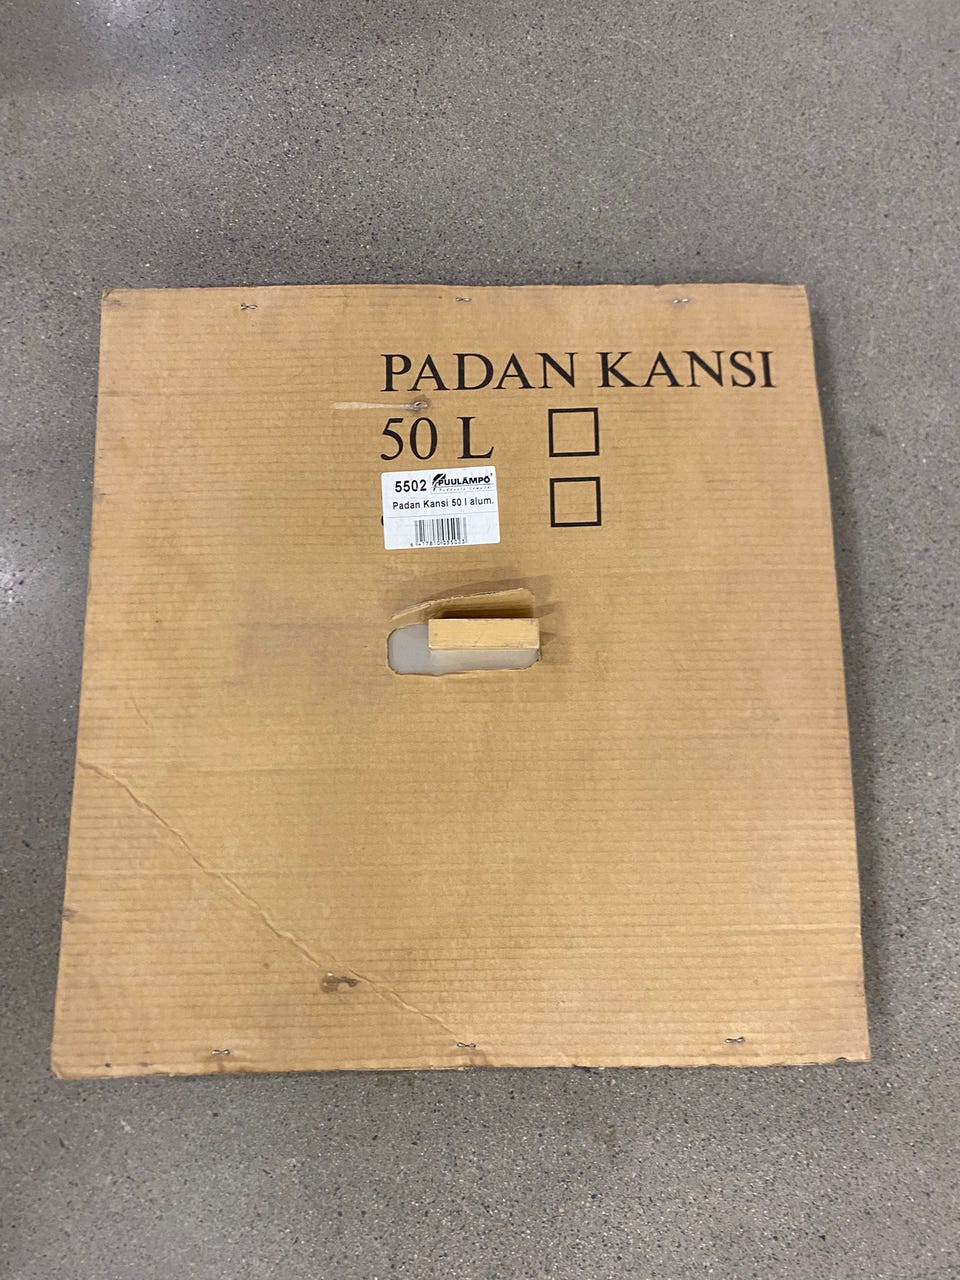 PADAN KANSI
50 L
5502 PUULÄMPÖ
Padan Kansi 50 l alum.